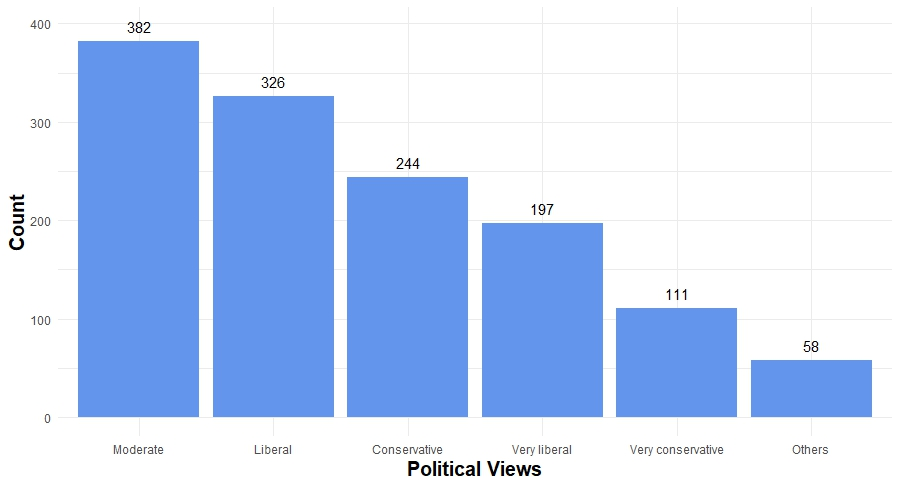 400
300
200
100
0
Count
382
326
244
197
111
58
Moderate
Liberal
Conservative
Very liberal
Very conservative
Others
Political Views